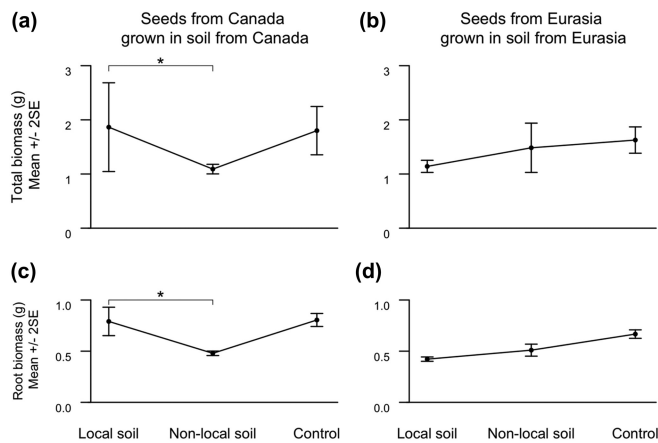 (a)
Seeds from Canada
grown in soil from Canada
(b)
Seeds from Eurasia
grown in soil from Eurasia
Total biomass (g)
Mean +/- 2SE
3
2
1
0
*
3
2
1
0
(c)
(d)
Root biomass (g)
Mean +/- 2SE
1.0
0.5
0.0
*
1.0
0.5
0.0
Local soil Non-local soil Control
Local soil Non-local soil Control